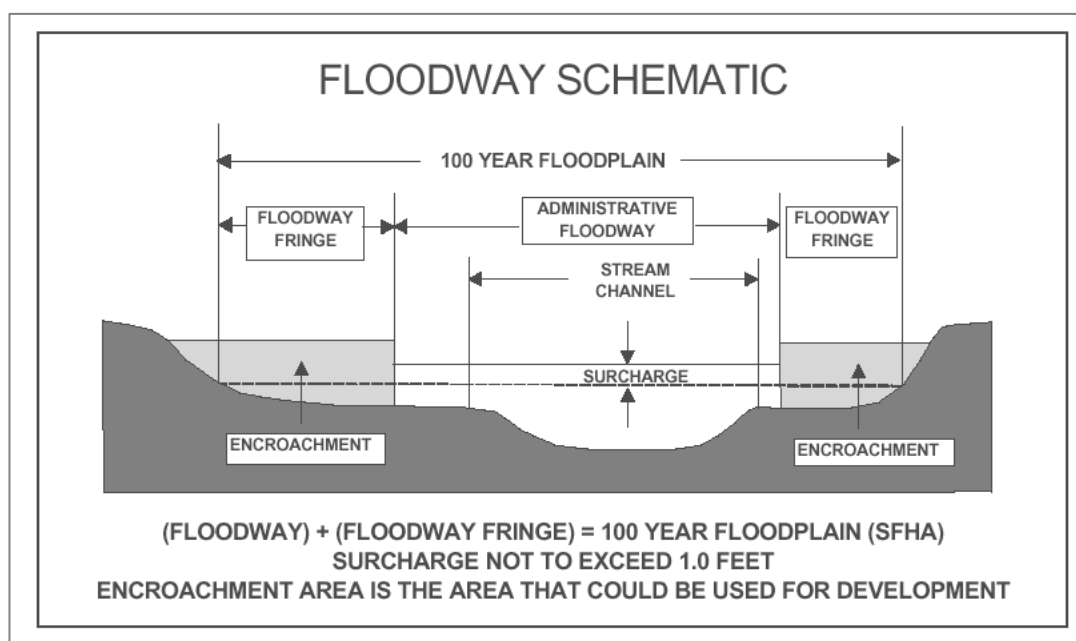 FLOODWAY SCHEMATIC
100 YEAR FLOODPLAIN
FLOODWAY
FRINGE
ADMINISTRATIVE
FLOODWAY
FLOODWAY
FRINGE
STREAM
CHANNEL
SURCHARGE
ENCROACHMENT
ENCROACHMENT
(FLOODWAY) + (FLOODWAY FRINGE) = 100 YEAR FLOODPLAIN (SFHA)
SURCHARGE NOT TO EXCEED 1.0 FEET
ENCROACHMENT AREA IS THE AREA THAT COULD BE USED FOR DEVELOPMENT